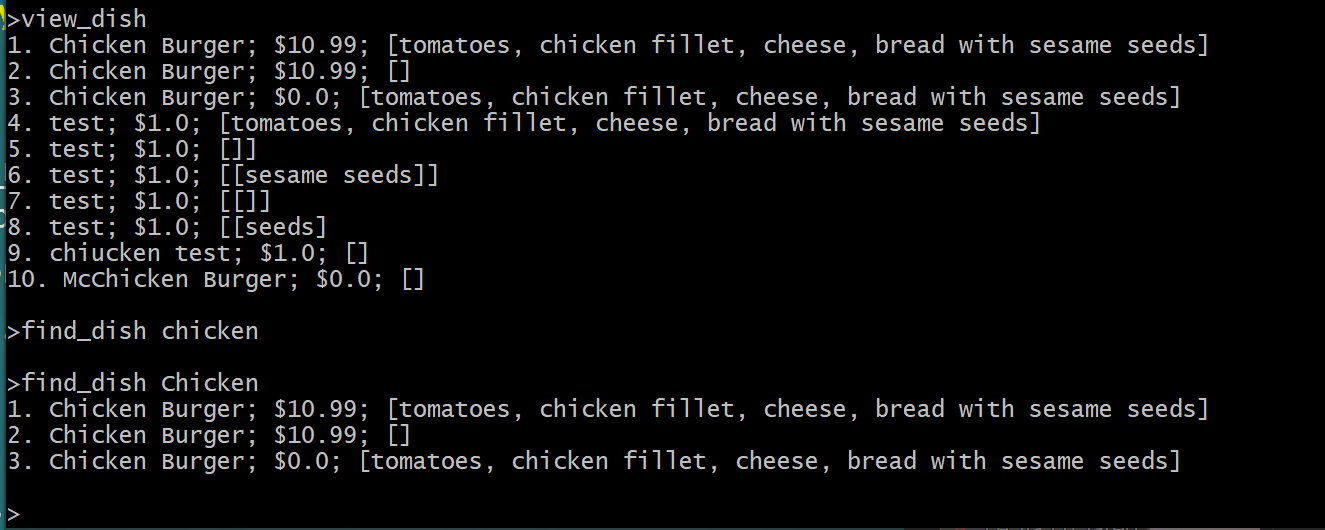 >view_dish
1. Chicken Burger; $10.99; [tomatoes, chicken fillet, cheese, bread with sesame seeds]
2. Chicken Burger; $10.99; []
3. Chicken Burger; $0.0; [tomatoes, chicken fillet, cheese, bread with sesame seeds]
4. test; $1.0; [tomatoes, chicken fillet, cheese, bread with sesame seeds]
5. test; $1.0; []]
6. test; $1.0; [[sesame seeds]]
7. test; $1.0; [[]]
8. test; $1.0; [[seeds]
9. chiucken test; $1.0; []
10. McChicken Burger; $0.0; []
>find_dish chicken
>find_dish Chicken
1. Chicken Burger; $10.99; [tomatoes, chicken fillet, cheese, bread with sesame seeds]
2. Chicken Burger; $10.99; []
3. Chicken Burger; $0.0; [tomatoes, chicken fillet, cheese, bread with sesame seeds]
>